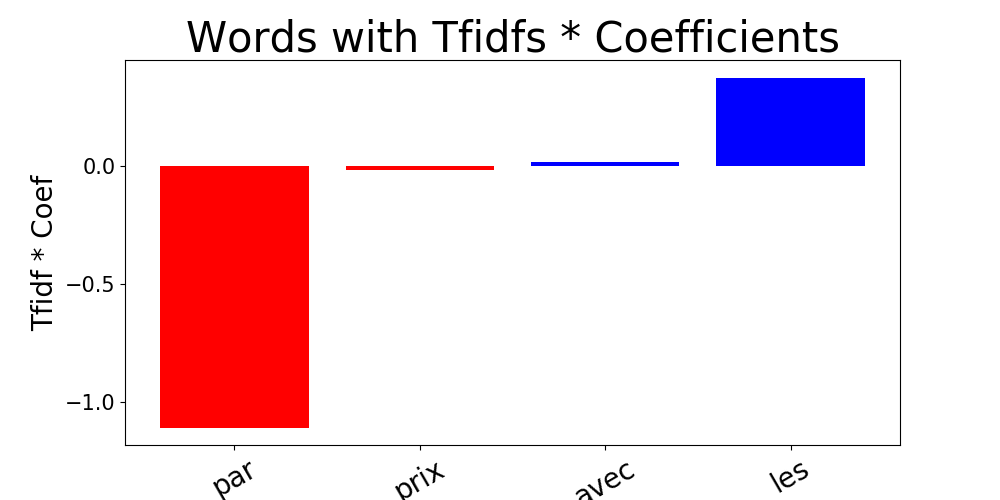 Words with Tfidfs * Coefficients
Tfidf * Coef
0.0
−0.5
−1.0
par
prix
avec
les